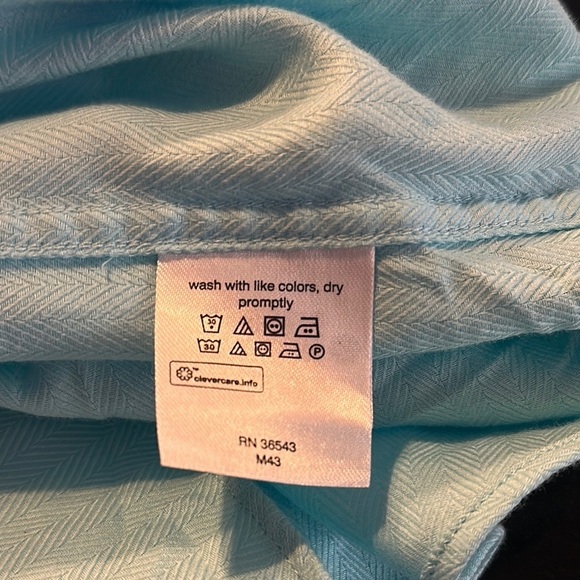 wash with like colors, dry
promptly
30
30 P
clevercare.info
RN 36543
M43